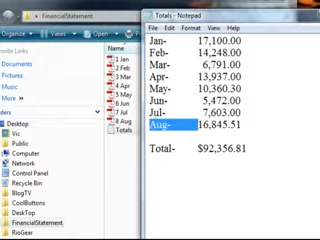 FinancialStatement
Totals - Notepad
Organize
Views
Open
File Edit Format View Help
Favorite Links
Documents
Pictures
Music
More »
Folders
Desktop
Vic
Public
Computer
Network
Control Panel
Recycle Bin
BlogTV
CoolButtons
DeskTop
FinancialStatement
RioGear
Name
1 Jan
2 Feb
3 Mar
4 Apr
5 May
6 Jun
7 Jul
8 Aug
Totals
Jan- 17,100.00
Feb- 14,248.00
Mar- 6,791.00
Apr- 13,937.00
May- 10,360.30
Jun- 5,472.00
Jul- 7,603.00
Aug- 16,845.51
Total- $92,356.81